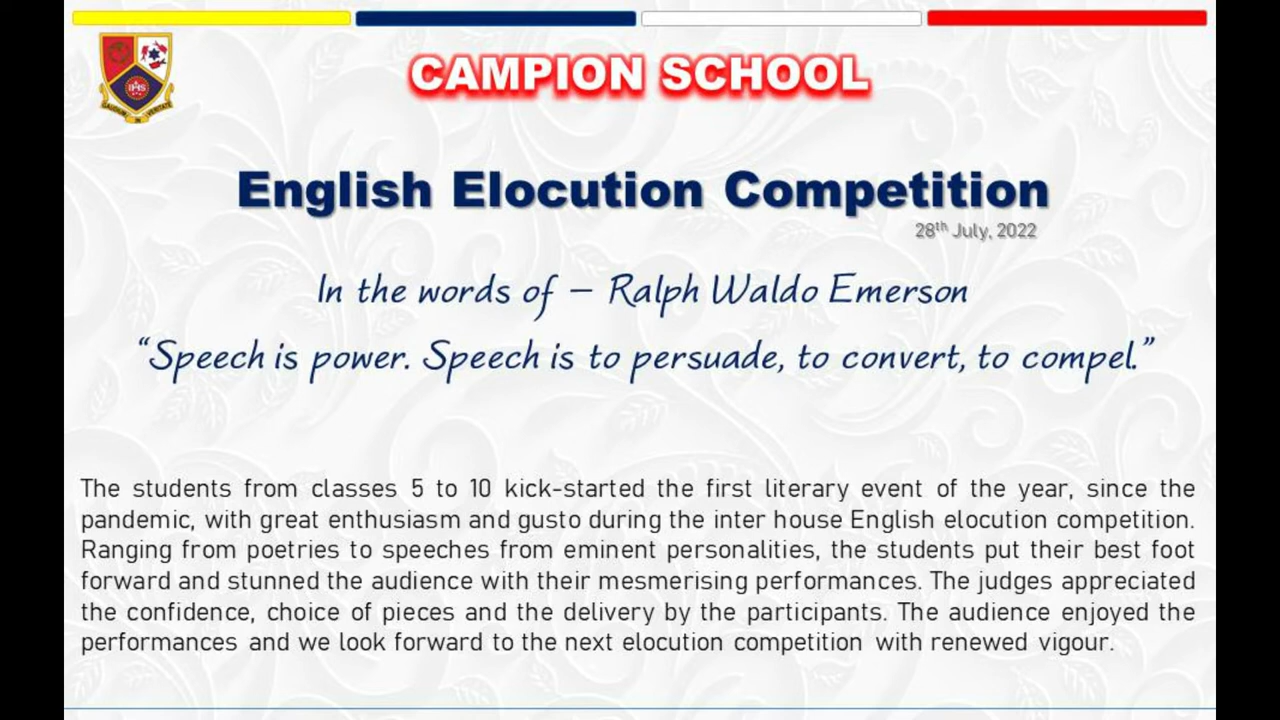 IHS
CAMPION SCHOOL
English Elocution Competition
28th July, 2022
In the words of – Ralph Waldo Emerson
“Speech is power. Speech is to persuade, to convert, to compel.”
The students from classes 5 to 10 kick-started the first literary event of the year, since the
pandemic, with great enthusiasm and gusto during the inter house English elocution competition.
Ranging from poetries to speeches from eminent personalities, the students put their best foot
forward and stunned the audience with their mesmerising performances. The judges appreciated
the confidence, choice of pieces and the delivery by the participants. The audience enjoyed the
performances and we look forward to the next elocution competition with renewed vigour.